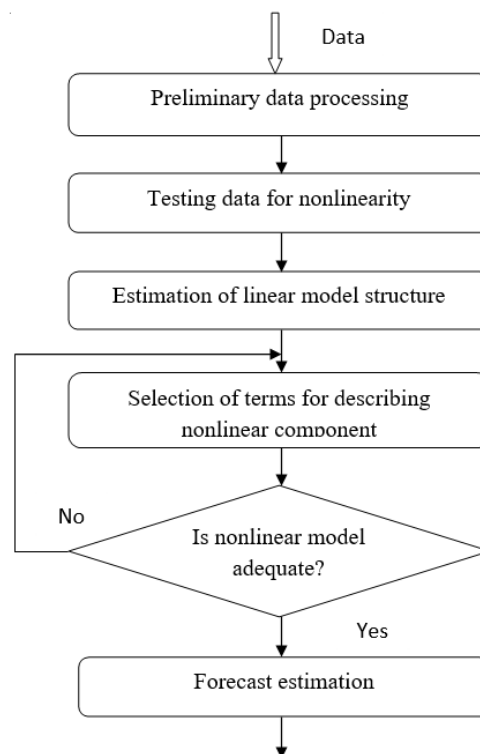 Data
Preliminary data processing
Testing data for nonlinearity
Estimation of linear model structure
Selection of terms for describing
nonlinear component
No
Is nonlinear model
adequate?
Yes
Forecast estimation